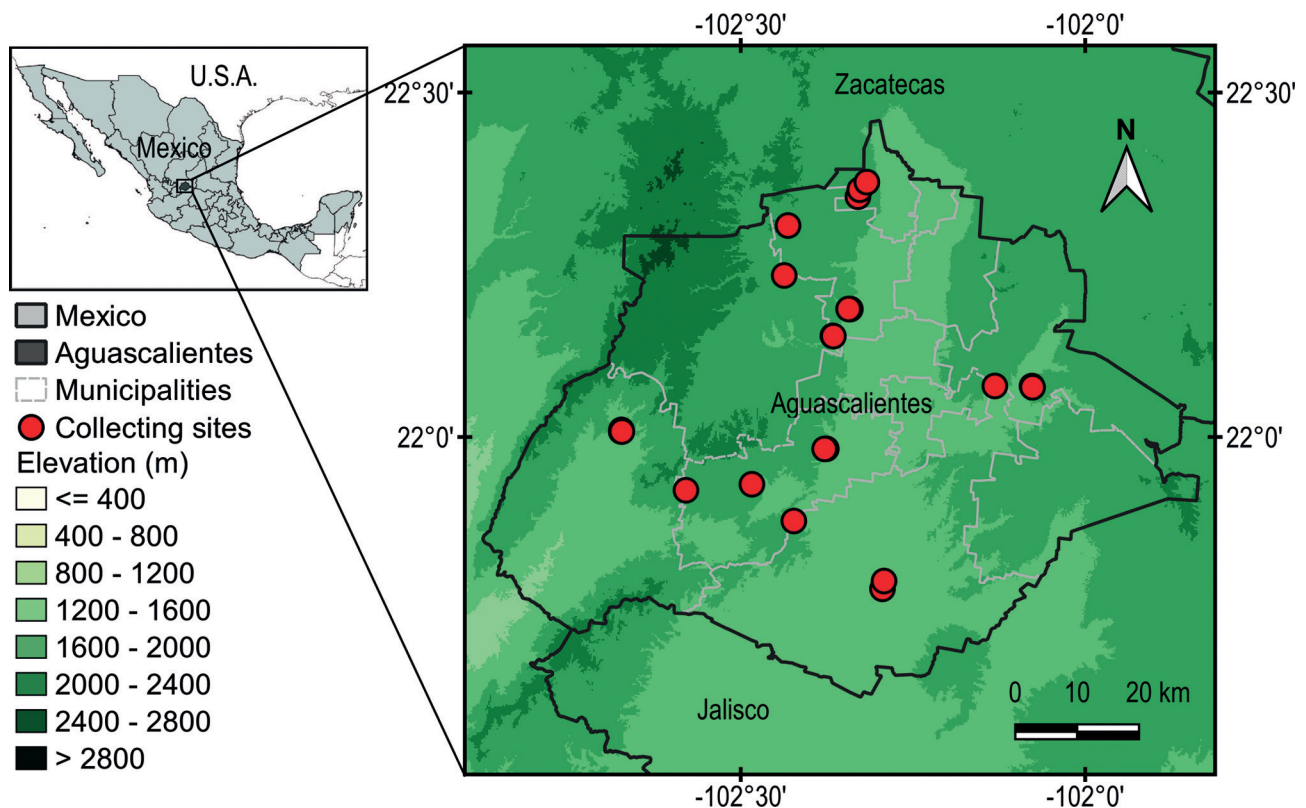 U.S.A.
Mexico
Mexico
Aguascalientes
Municipalities
Collecting sites
Elevation (m)
<= 400
400 - 800
800 - 1200
1200 - 1600
1600 - 2000
2000 - 2400
2400 - 2800
> 2800
-102°30' -102°0'
22°30' 22°30'
Zacatecas
N
Aguascalientes
22°0' 22°0'
Jalisco
0 10 20 km
-102°30' -102°0'